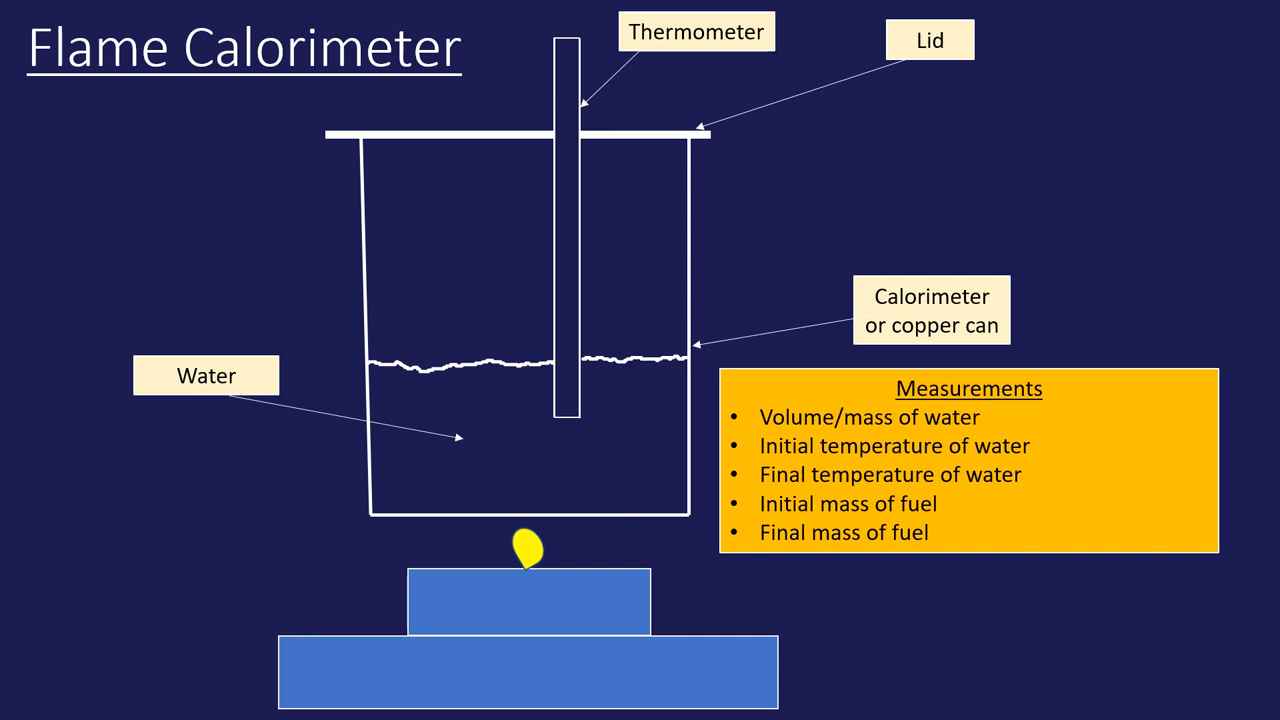 Flame Calorimeter
Thermometer
Lid
Calorimeter
or copper can
Water
Measurements
• Volume/mass of water
• Initial temperature of water
• Final temperature of water
• Initial mass of fuel
• Final mass of fuel